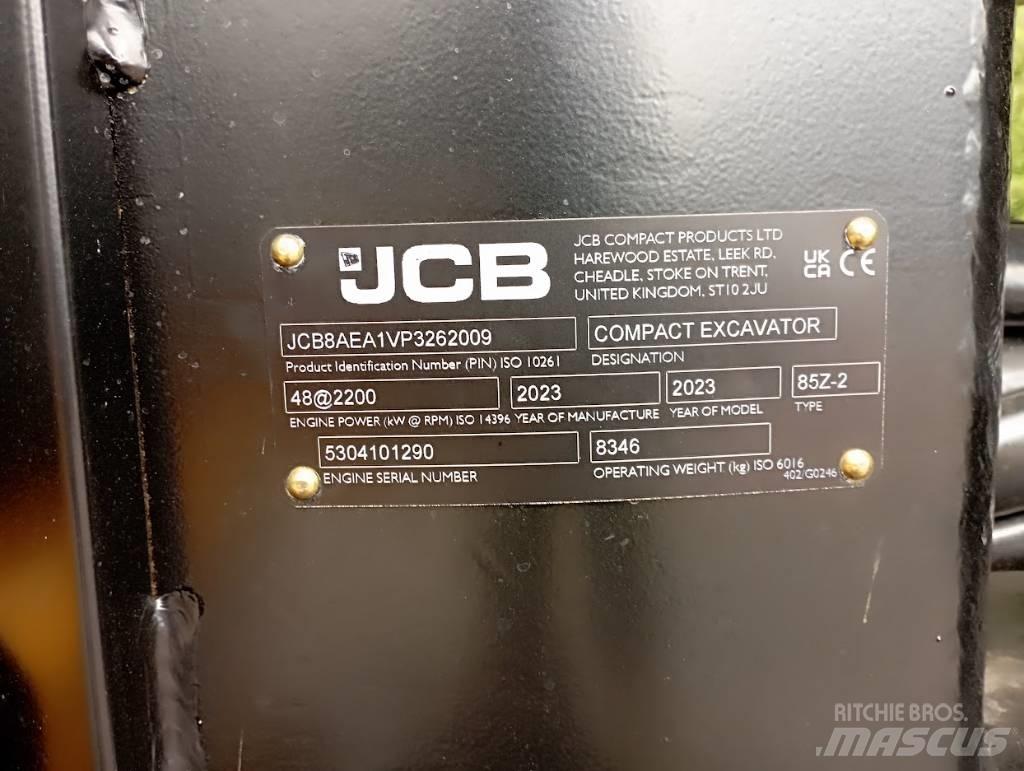 JCB
JCB COMPACT PRODUCTS LTD
HAREWOOD ESTATE, LEEK RD,
CHEADLE, STOKE ON TRENT,
UNITED KINGDOM, ST10 2JU
UK
CA CE
JCB8AEA1VP3262009
Product Identification Number (PIN) ISO 10261
COMPACT EXCAVATOR
DESIGNATION
48@2200
ENGINE POWER (kW @ RPM) ISO 14396
2023
YEAR OF MANUFACTURE
2023
YEAR OF MODEL
85Z-2
TYPE
5304101290
ENGINE SERIAL NUMBER
8346
OPERATING WEIGHT (kg) ISO 6016
402/G0246
RITCHIE BROS.
MASCUS